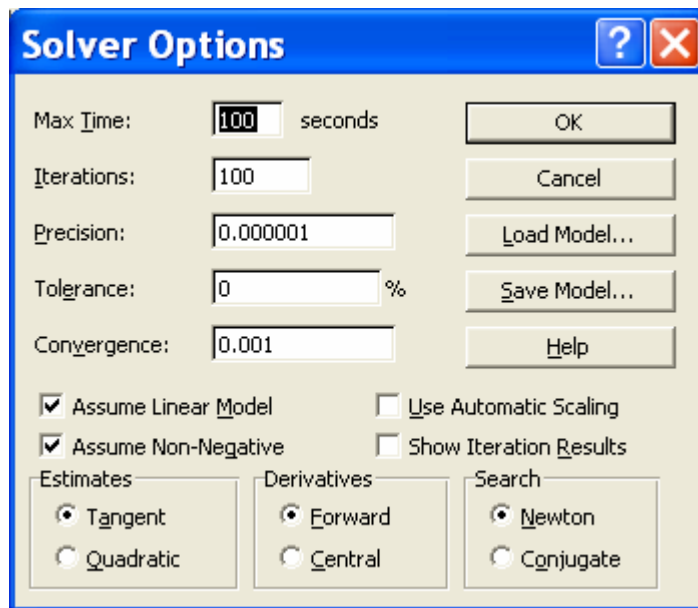 Solver Options
Max Time: 100 seconds OK
Iterations: 100 Cancel
Precision: 0.000001 Load Model...
Tolerance: 0 % Save Model...
Convergence: 0.001 Help
Assume Linear Model Use Automatic Scaling
Assume Non-Negative Show Iteration Results
Estimates Derivatives Search
Tangent Forward Newton
Quadratic Central Conjugate